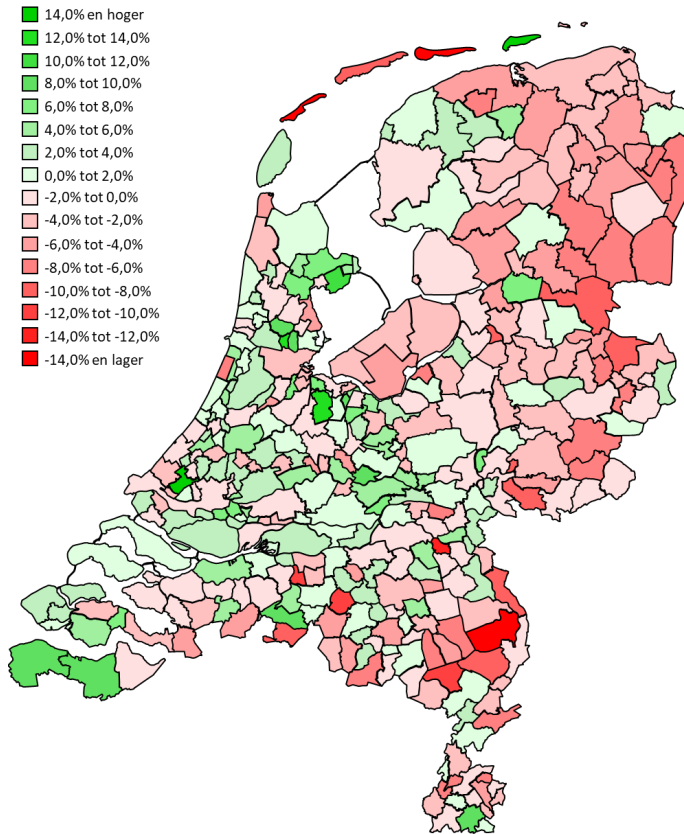 14,0% en hoger
12,0% tot 14,0%
10,0% tot 12,0%
8,0% tot 10,0%
6,0% tot 8,0%
4,0% tot 6,0%
2,0% tot 4,0%
0,0% tot 2,0%
-2,0% tot 0,0%
-4,0% tot -2,0%
-6,0% tot -4,0%
-8,0% tot -6,0%
-10,0% tot -8,0%
-12,0% tot -10,0%
-14,0% tot -12,0%
-14,0% en lager